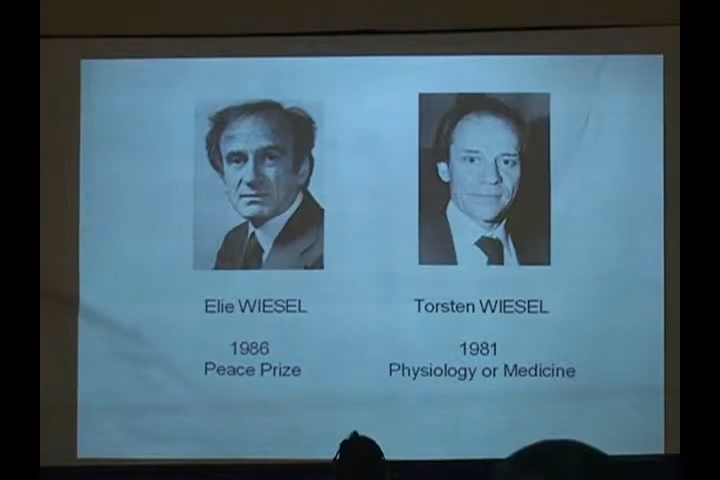 Elie WIESEL
Torsten WIESEL
1986
1981
Peace Prize
Physiology or Medicine